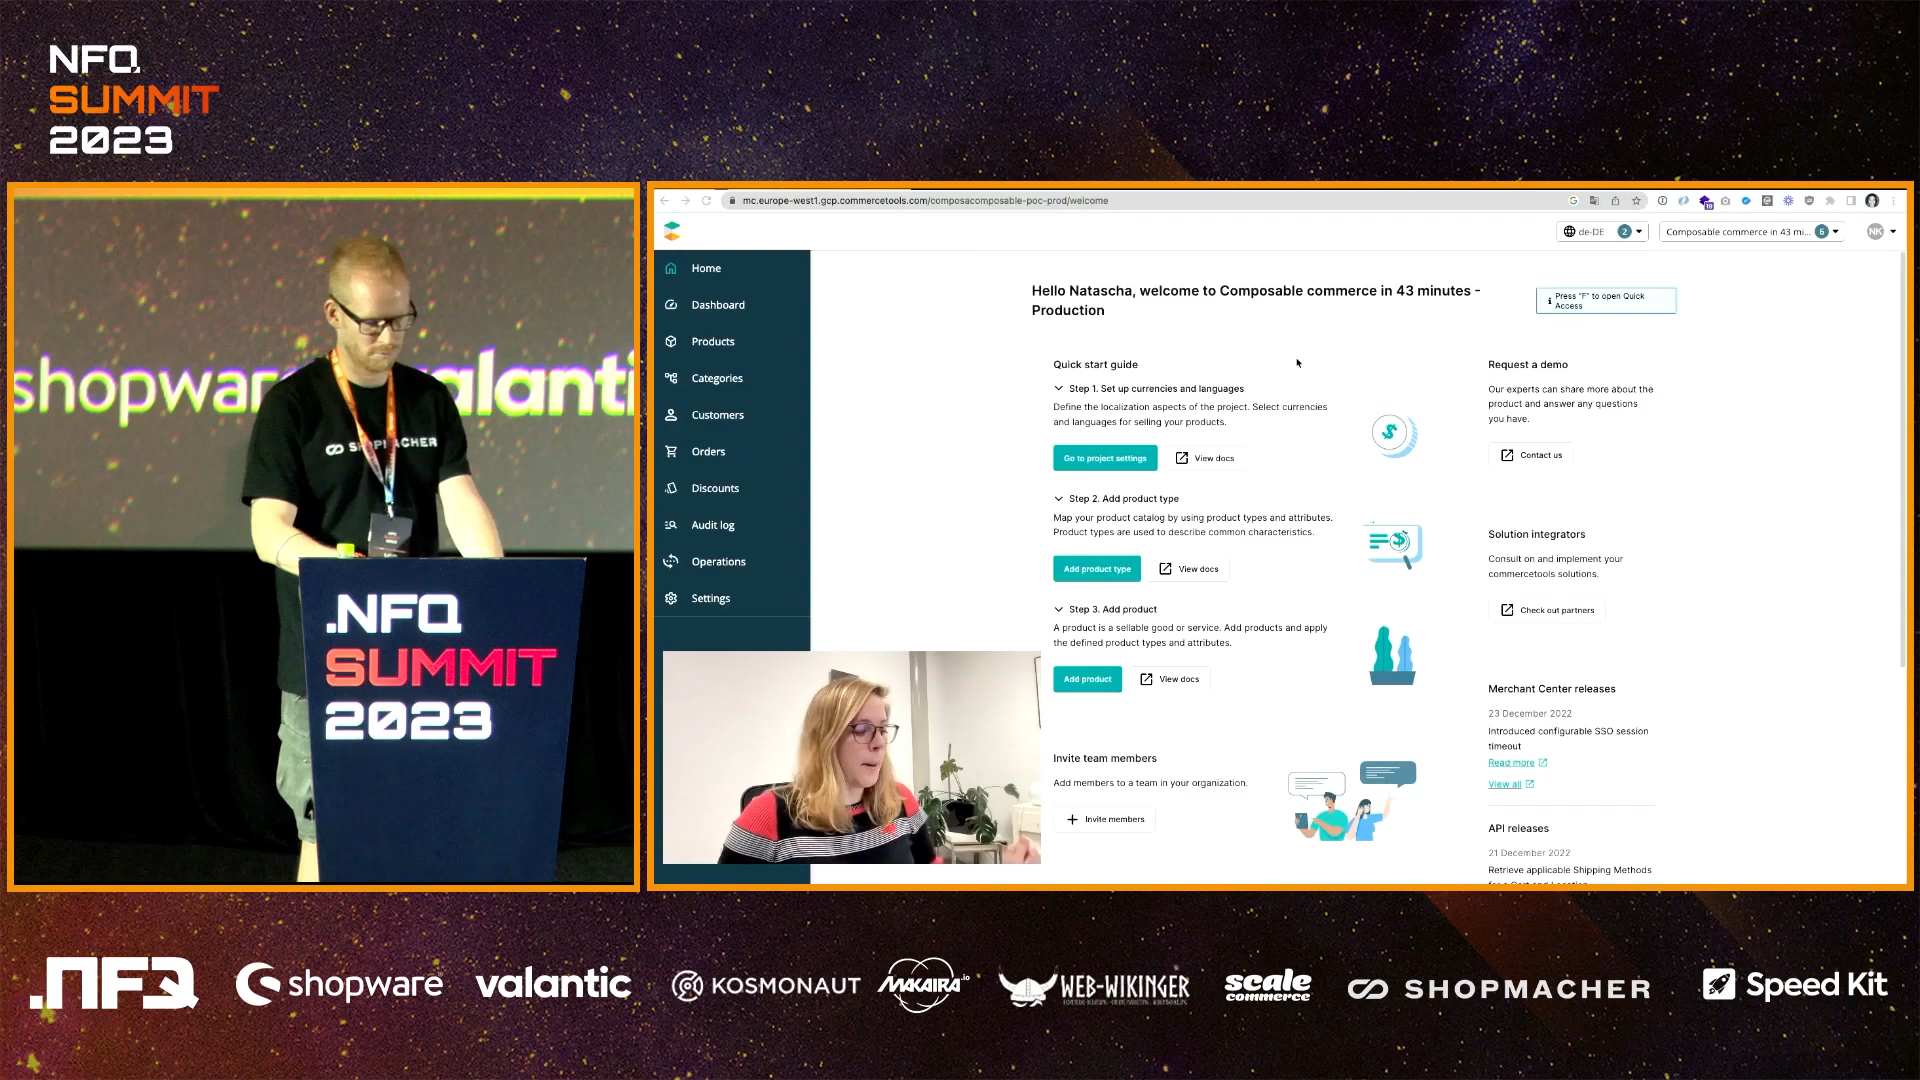 NFQ
SUMMIT
2023
shopware
valanti
SHOPMACHER
.NFQ
SUMMIT
2023
mc.europe-west1.gcp.commercetools.com/composacomposable-poc-prod/welcome
de-DE
2
Composable commerce in 43 mi...
6
NK
Home
Dashboard
Products
Categories
Customers
Orders
Discounts
Audit log
Operations
Settings
Hello Natascha, welcome to Composable commerce in 43 minutes -
Production
Press "F" to open Quick
Access
Quick start guide
Step 1. Set up currencies and languages
Define the localization aspects of the project. Select currencies
and languages for selling your products.
Go to project settings
View docs
Step 2. Add product type
Map your product catalog by using product types and attributes.
Product types are used to describe common characteristics.
Add product type
View docs
Step 3. Add product
A product is a sellable good or service. Add products and apply
the defined product types and attributes.
Add product
View docs
Invite team members
Add members to a team in your organization.
Invite members
Request a demo
Our experts can share more about the
product and answer any questions
you have.
Contact us
Solution integrators
Consult on and implement your
commercetools solutions.
Check out partners
Merchant Center releases
23 December 2022
Introduced configurable SSO session
timeout
Read more
View all
API releases
21 December 2022
Retrieve applicable Shipping Methods
for a Cart and Location
.NFQ
shopware
valantic
KOSMONAUT
MAKAIRA.io
WEB-WIKINGER
scale
commerce
SHOPMACHER
Speed Kit